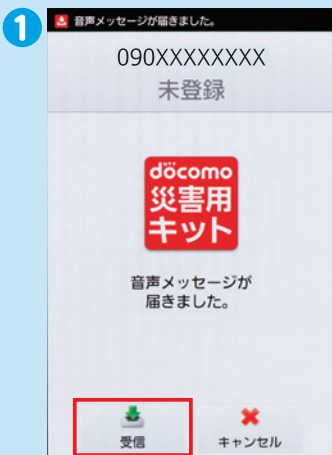 1
音声メッセージが届きました。
090XXXXXXXX
未登録
döcomo
災害用
キット
音声メッセージが
届きました。
受信
キャンセル